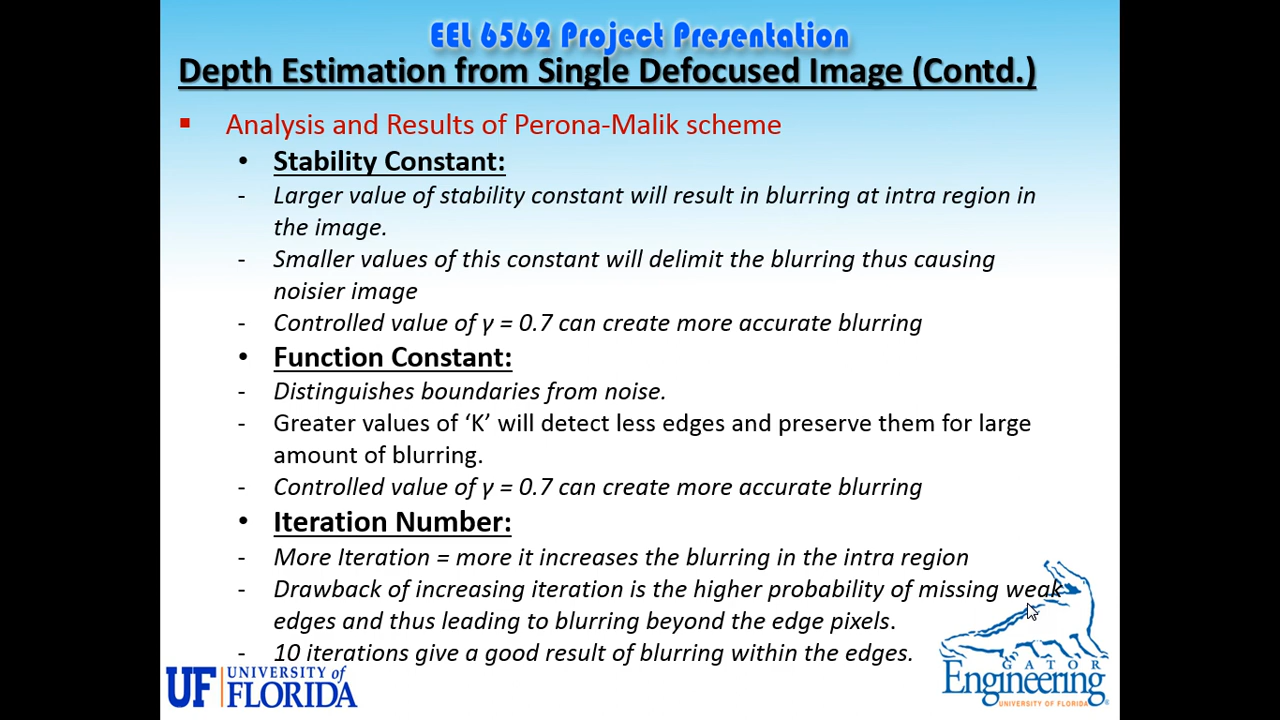 EEL 6562 Project Presentation
Depth Estimation from Single Defocused Image (Contd.)
▪ Analysis and Results of Perona-Malik scheme
• Stability Constant:
- Larger value of stability constant will result in blurring at intra region in
the image.
- Smaller values of this constant will delimit the blurring thus causing
noisier image
- Controlled value of γ = 0.7 can create more accurate blurring
• Function Constant:
- Distinguishes boundaries from noise.
- Greater values of ‘K’ will detect less edges and preserve them for large
amount of blurring.
- Controlled value of γ = 0.7 can create more accurate blurring
• Iteration Number:
- More Iteration = more it increases the blurring in the intra region
- Drawback of increasing iteration is the higher probability of missing weak
edges and thus leading to blurring beyond the edge pixels.
- 10 iterations give a good result of blurring within the edges.
UF UNIVERSITY of
FLORIDA
GATOR
Engineering
UNIVERSITY OF FLORIDA